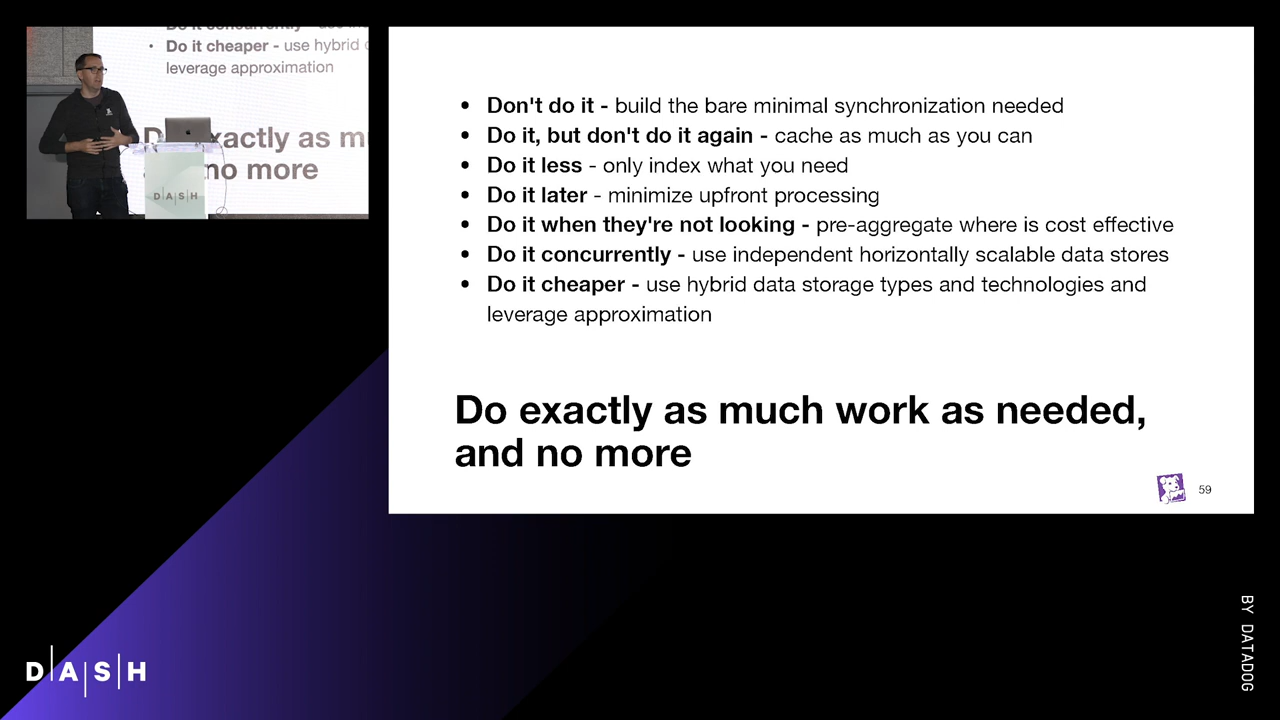 Do it concurrently - use
• Do it cheaper - use hybrid
leverage approximation
D exactly as m
no more
D|A|S|H
• Don't do it - build the bare minimal synchronization needed
• Do it, but don't do it again - cache as much as you can
• Do it less - only index what you need
• Do it later - minimize upfront processing
• Do it when they're not looking - pre-aggregate where is cost effective
• Do it concurrently - use independent horizontally scalable data stores
• Do it cheaper - use hybrid data storage types and technologies and
leverage approximation
Do exactly as much work as needed,
and no more
59
D|A|S|H
BY DATADOG